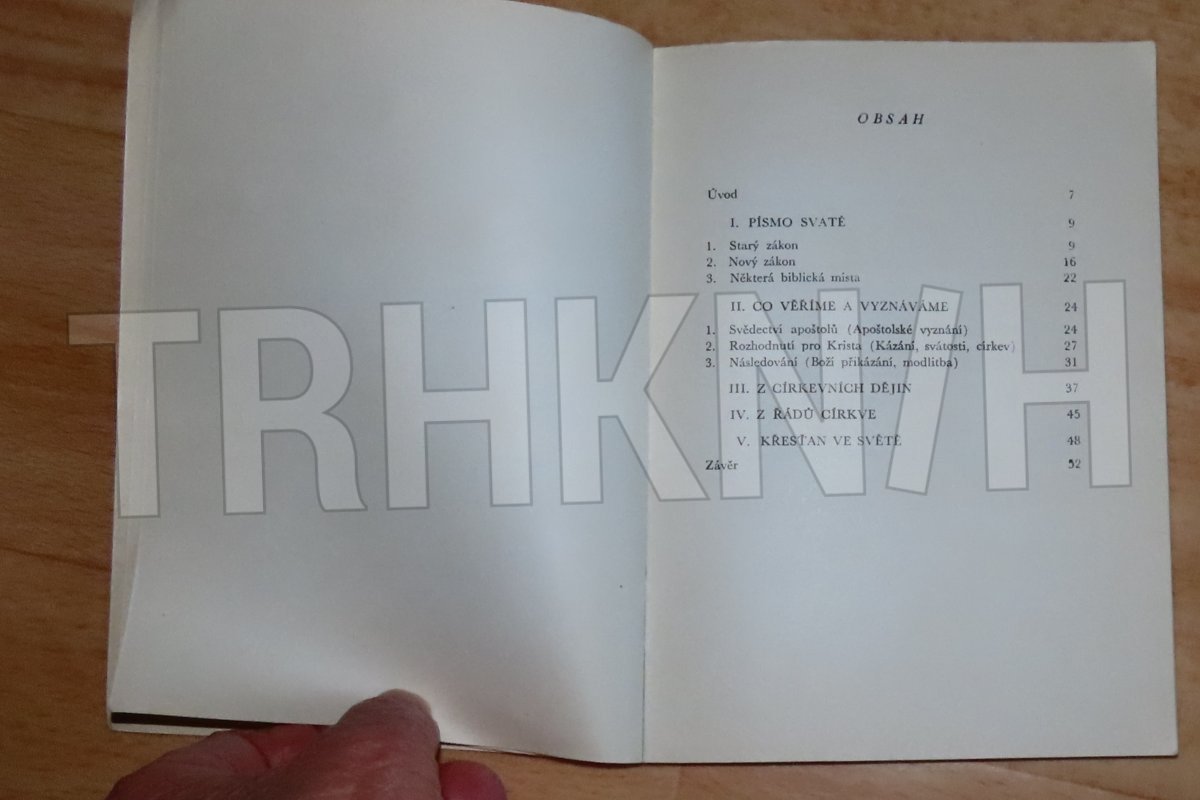 OBSAH
Úvod 7
I. PÍSMO SVATÉ 9
1. Starý zákon 9
2. Nový zákon 16
3. Některá biblická místa 22
II. CO VĚŘÍME A VYZNÁVÁME 24
1. Svědectví apoštolů (Apoštolské vyznání) 24
2. Rozhodnutí pro Krista (Kázání, svátosti, církev) 27
3. Následování (Boží přikázání, modlitba) 31
III. Z CÍRKEVNÍCH DĚJIN 37
IV. Z ŘÁDŮ CÍRKVE 45
V. KŘESŤAN VE SVĚTĚ 48
Závěr 52
TRHKNIH